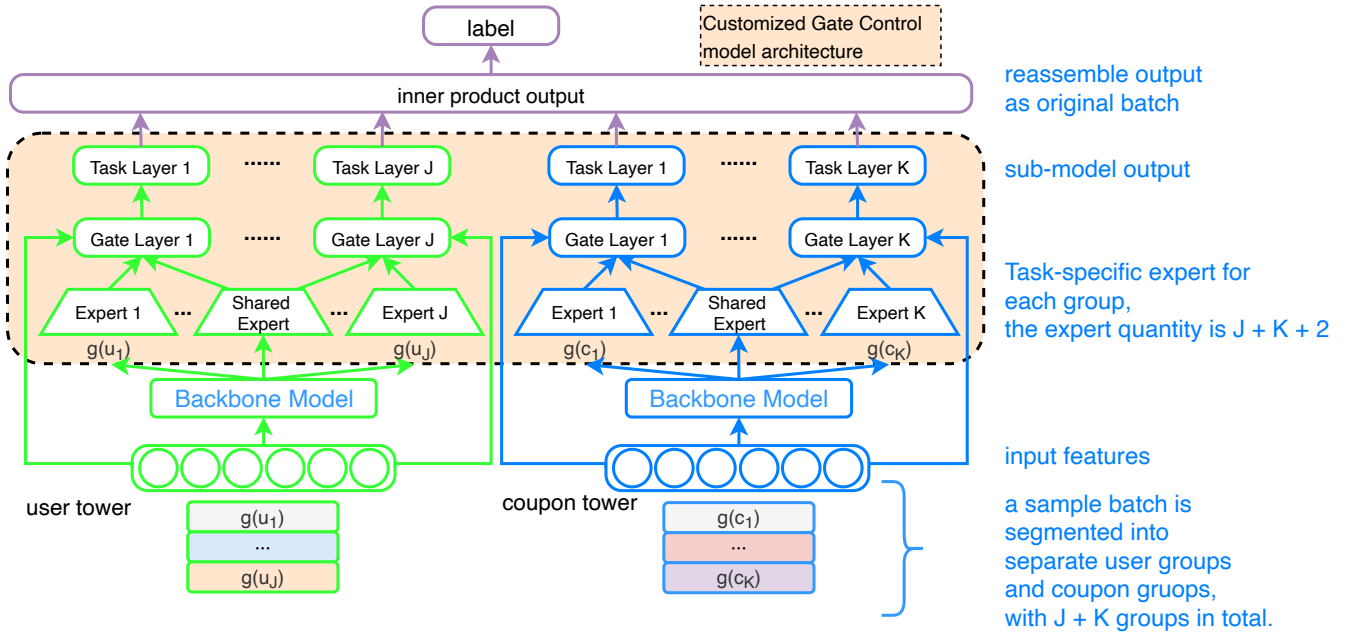 label
Customized Gate Control
model architecture
inner product output
reassemble output
as original batch
Task Layer 1
......
Task Layer J
Task Layer 1
......
Task Layer K
sub-model output
Gate Layer 1
......
Gate Layer J
Gate Layer 1
......
Gate Layer K
Expert 1
...
Shared
Expert
...
Expert J
Expert 1
...
Shared
Expert
...
Expert K
Task-specific expert for
each group,
the expert quantity is J + K + 2
g(u₁)
g(u_J)
g(c₁)
g(c_K)
Backbone Model
Backbone Model
input features
user tower
coupon tower
g(u₁)
...
g(u_J)
g(c₁)
...
g(c_K)
a sample batch is
segmented into
separate user groups
and coupon gruops,
with J + K groups in total.